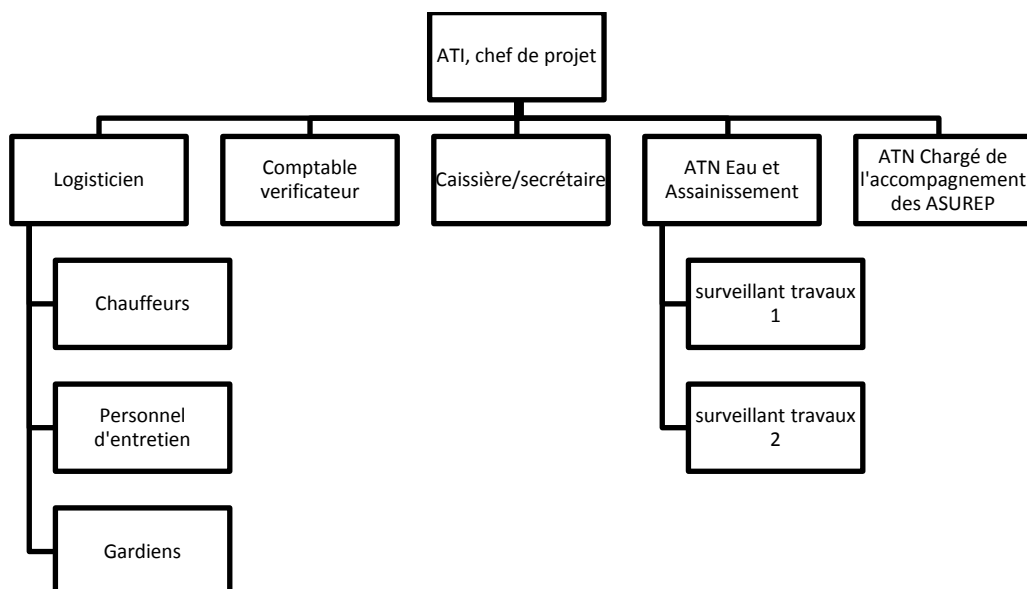 ATI, chef de projet
Logisticien
Comptable
verificateur
Caissière/secrétaire
ATN Eau et
Assainissement
ATN Chargé de
l'accompagnement
des ASUREP
Chauffeurs
Personnel
d'entretien
Gardiens
surveillant travaux
1
surveillant travaux
2